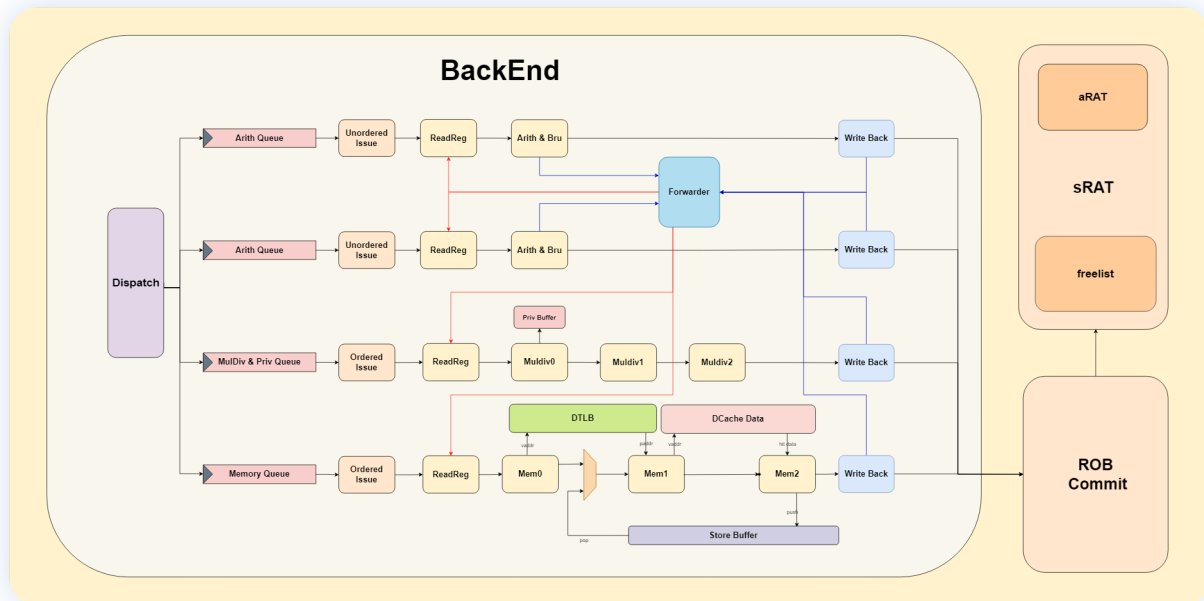 BackEnd
Dispatch
Arith Queue
Unordered
Issue
ReadReg
Arith & Bru
Write Back
Forwarder
Arith Queue
Unordered
Issue
ReadReg
Arith & Bru
Write Back
Priv Buffer
MulDiv & Priv Queue
Ordered
Issue
ReadReg
Muldiv0
Muldiv1
Muldiv2
Write Back
DTLB
DCache Data
vaddr
paddr
vaddr
hit data
Memory Queue
Ordered
Issue
ReadReg
Mem0
Mem1
Mem2
Write Back
push
pop
Store Buffer
aRAT
sRAT
freelist
ROB
Commit